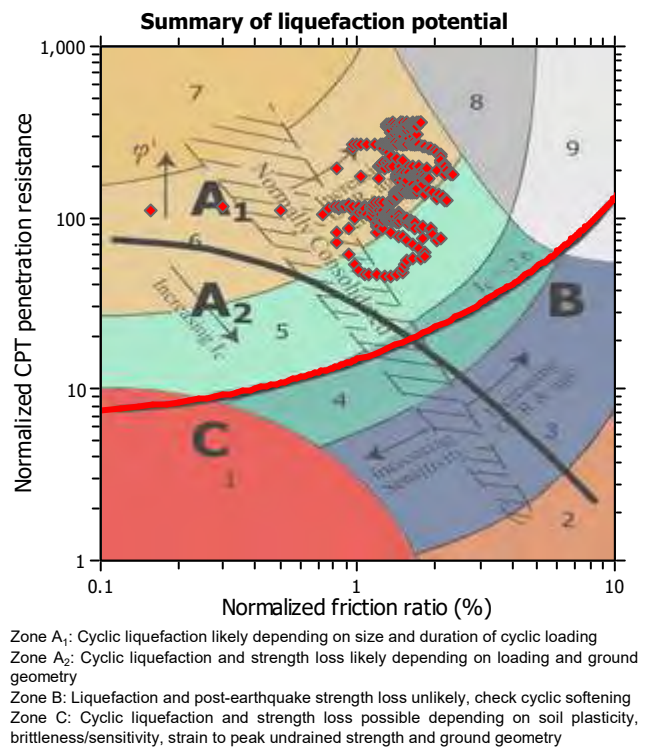 Summary of liquefaction potential
1,000
7
8
9
φ'
Normally Consolidated
A1
100
6
A2
Increasing Ic
5
B
Normalized CPT penetration resistance
10
4
3
C
1
Increasing
Sensitivity
2
1
0.1
1
10
Normalized friction ratio (%)
Zone A1: Cyclic liquefaction likely depending on size and duration of cyclic loading
Zone A2: Cyclic liquefaction and strength loss likely depending on loading and ground
geometry
Zone B: Liquefaction and post-earthquake strength loss unlikely, check cyclic softening
Zone C: Cyclic liquefaction and strength loss possible depending on soil plasticity,
brittleness/sensitivity, strain to peak undrained strength and ground geometry